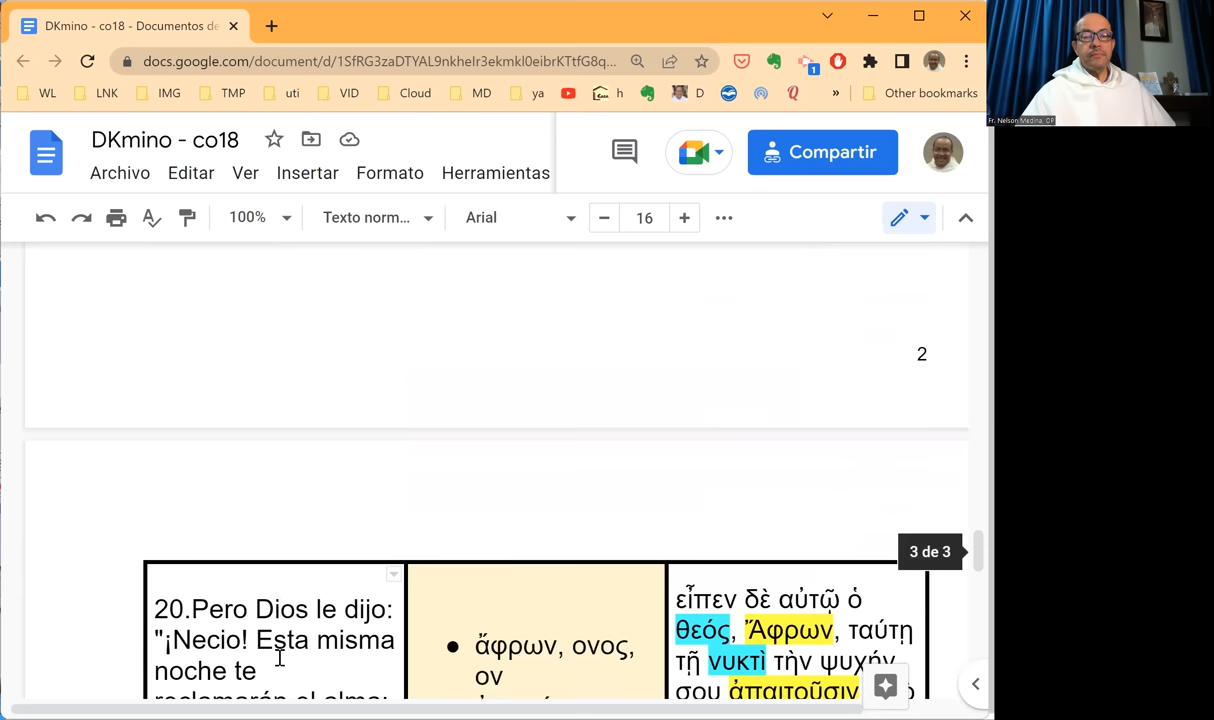 DKmino - co18 - Documentos de
docs.google.com/document/d/1SfRG3zaDTYAL9nkheIr3ekmkl0eibrKTtfG8q...
WL LNK IMG TMP uti VID Cloud MD ya h D » Other bookmarks
Fr. Nelson Medina, OP
DKmino - co18
Archivo Editar Ver Insertar Formato Herramientas
Compartir
100% Texto norm... Arial 16
2
3 de 3
20.Pero Dios le dijo:
"¡Necio! Esta misma
noche te
reclamarán el alma;
ἄφρων, ονος,
ον
εἶπεν δὲ αὐτῷ ὁ
θεός, Ἄφρων, ταύτῃ
τῇ νυκτὶ τὴν ψυχήν
σου ἀπαιτοῦσιν